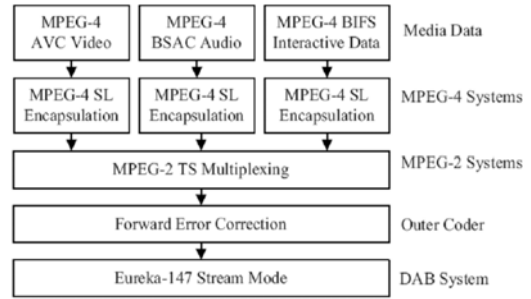 MPEG-4
AVC Video
MPEG-4
BSAC Audio
MPEG-4 BIFS
Interactive Data
Media Data
MPEG-4 SL
Encapsulation
MPEG-4 SL
Encapsulation
MPEG-4 SL
Encapsulation
MPEG-4 Systems
MPEG-2 TS Multiplexing
MPEG-2 Systems
Forward Error Correction
Outer Coder
Eureka-147 Stream Mode
DAB System